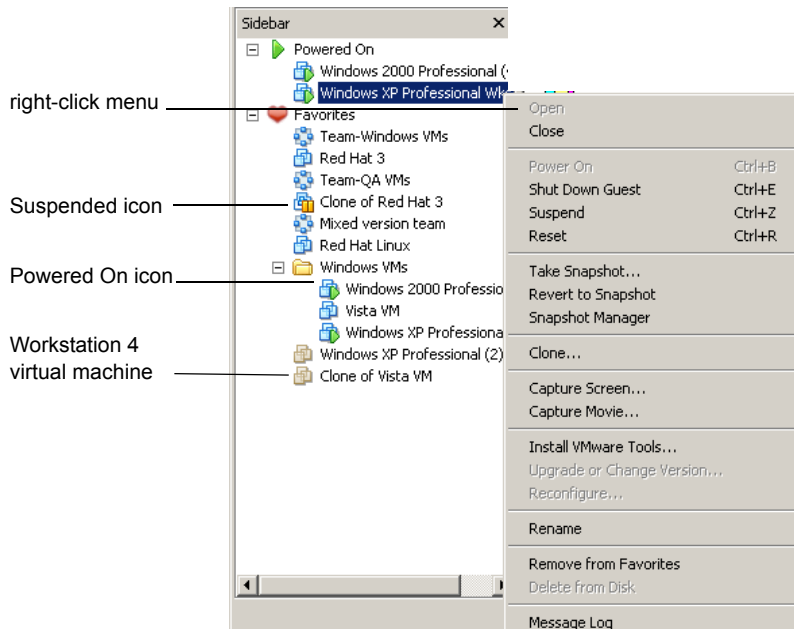 Sidebar
Powered On
Windows 2000 Professional (
Windows XP Professional Wk
Favorites
Team-Windows VMs
Red Hat 3
Team-QA VMs
Clone of Red Hat 3
Mixed version team
Red Hat Linux
Windows VMs
Windows 2000 Professio
Vista VM
Windows XP Professiona
Windows XP Professional (2)
Clone of Vista VM
right-click menu
Suspended icon
Powered On icon
Workstation 4
virtual machine
Open
Close
Power On Ctrl+B
Shut Down Guest Ctrl+E
Suspend Ctrl+Z
Reset Ctrl+R
Take Snapshot...
Revert to Snapshot
Snapshot Manager
Clone...
Capture Screen...
Capture Movie...
Install VMware Tools...
Upgrade or Change Version...
Reconfigure...
Rename
Remove from Favorites
Delete from Disk
Message Log